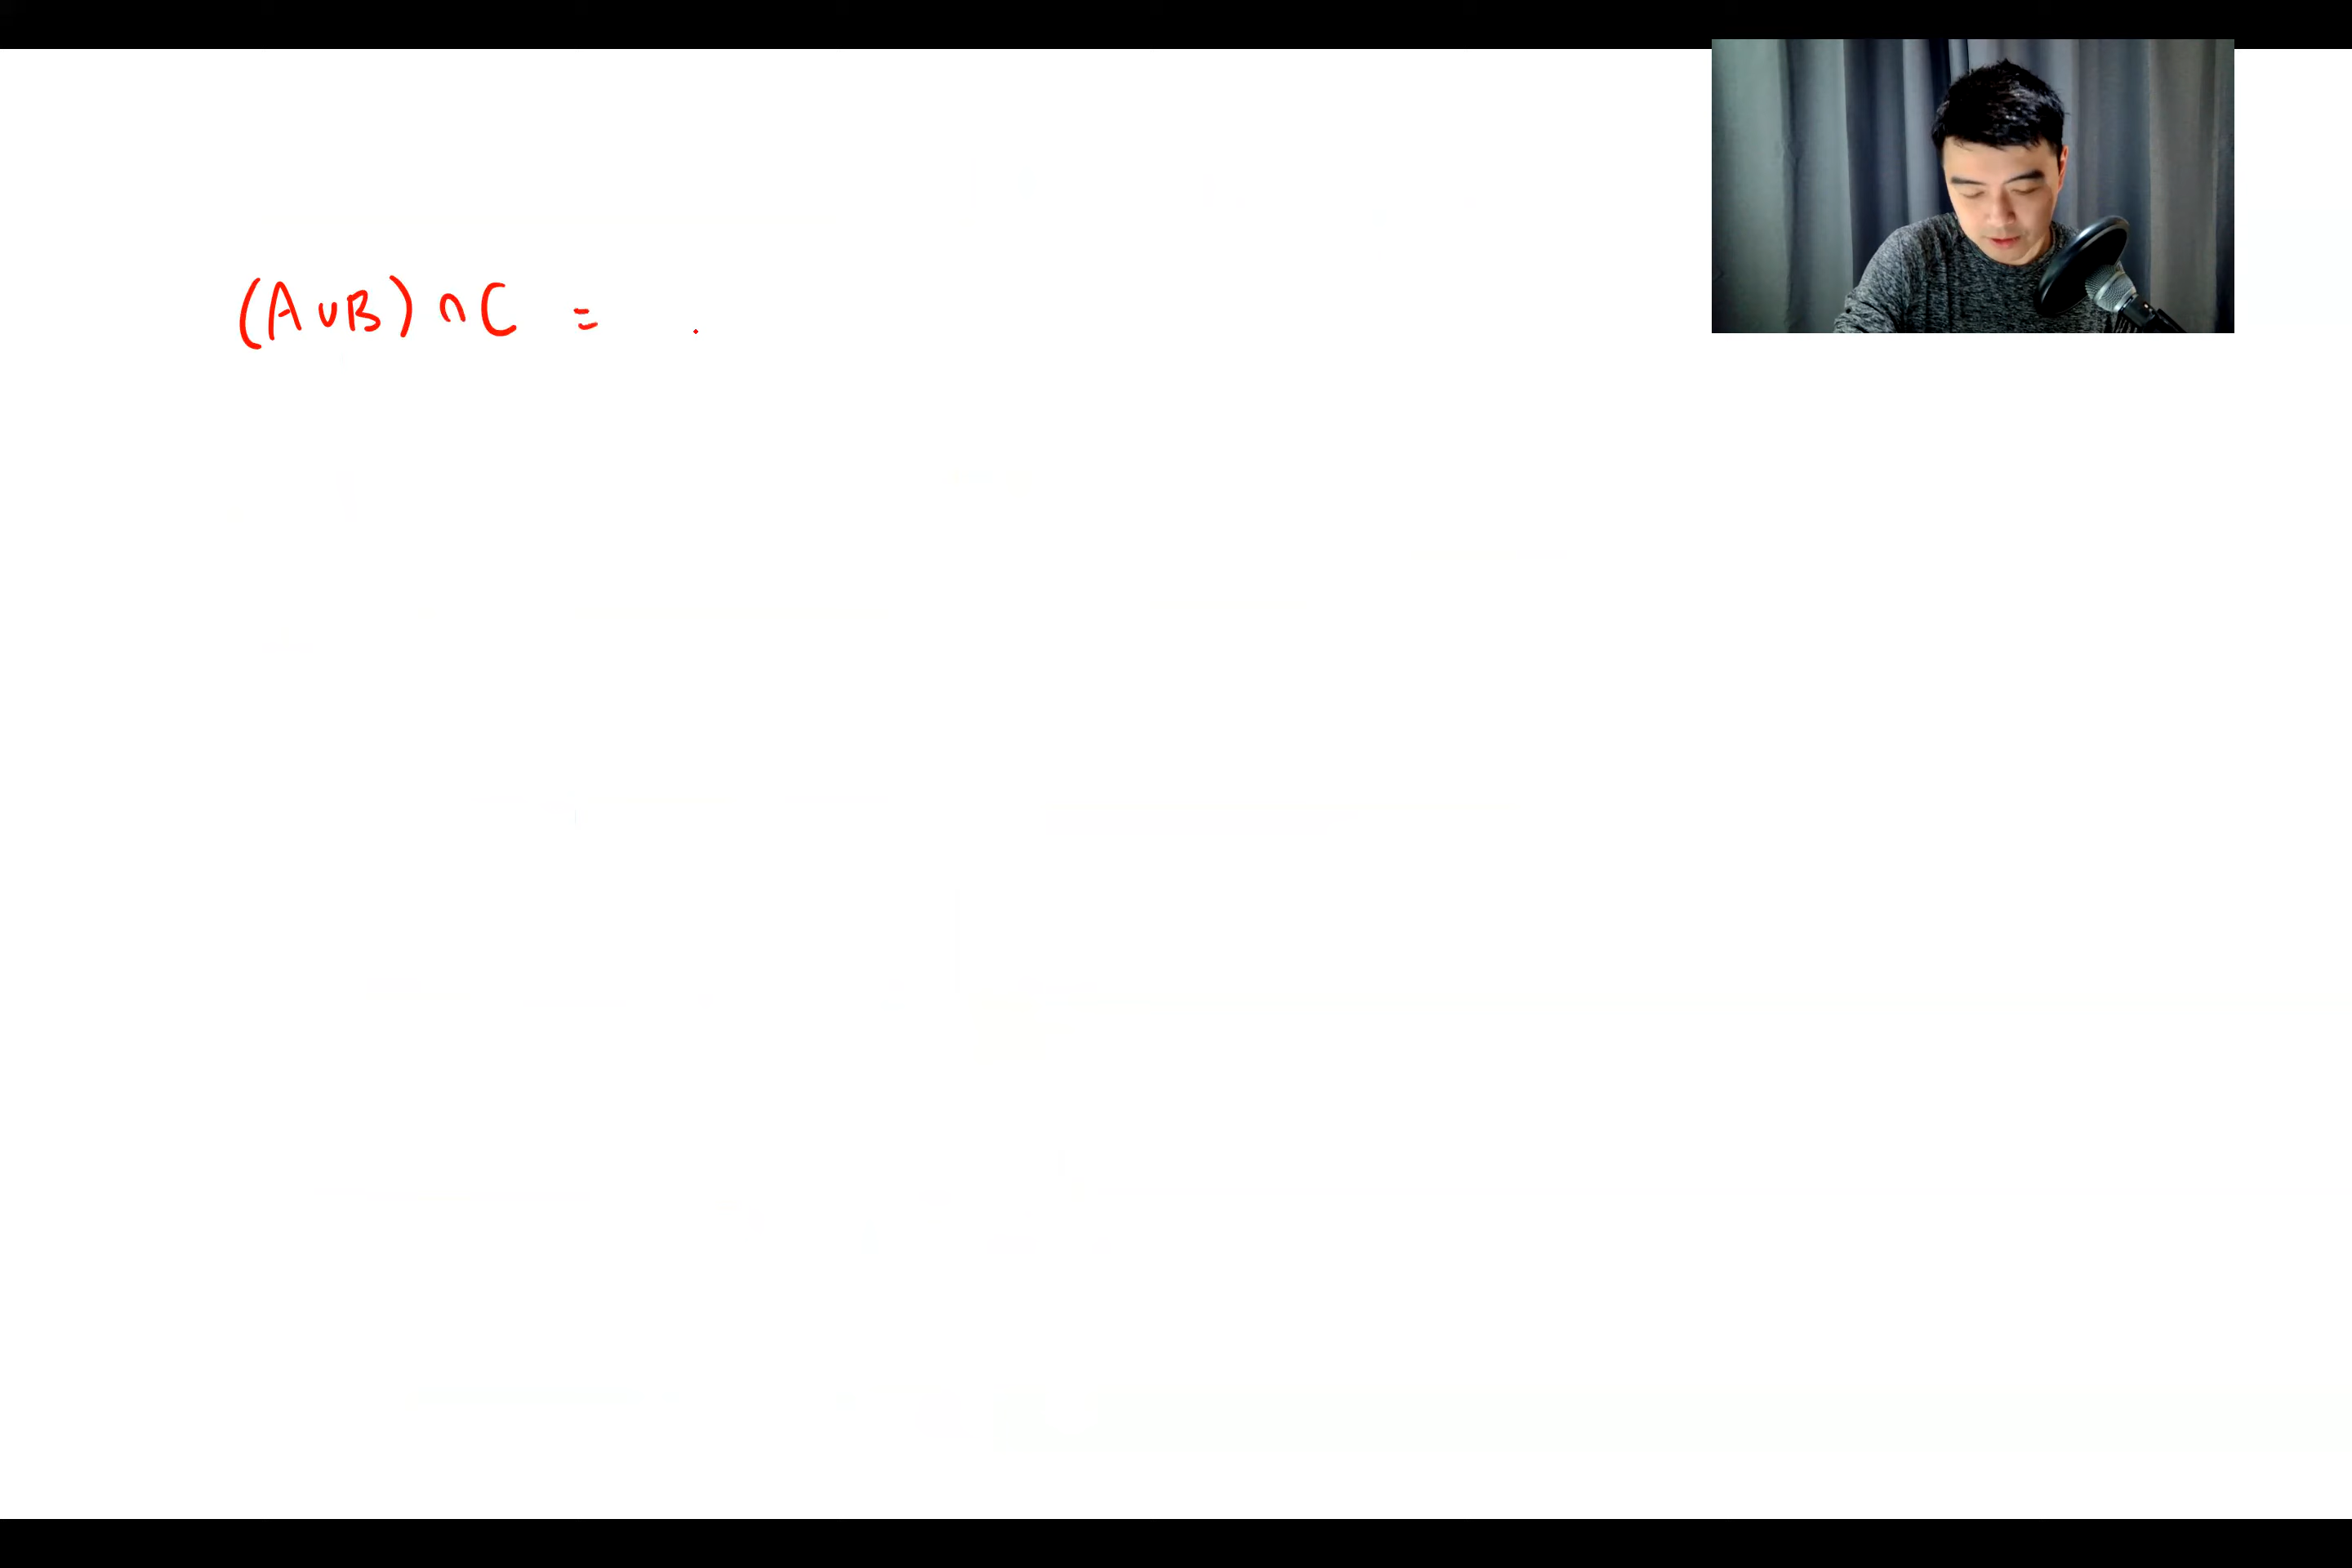 (A ∪ B) ∩ C =